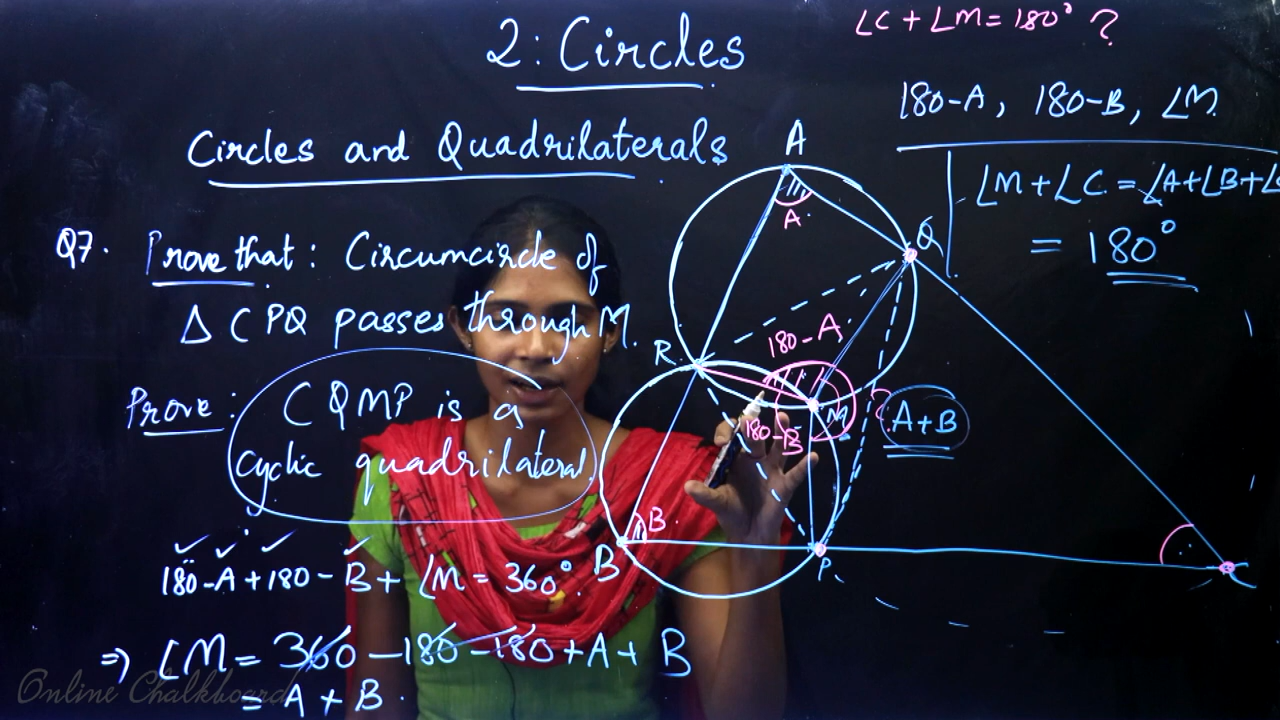 ∠C + ∠M = 180° ?
2 : Circles
180-A, 180-B, ∠M
Circles and Quadrilaterals
∠M + ∠C = ∠A+∠B+∠
= 180°
Q7. Prove that : Circumcircle of
Δ CPQ passes through M.
Prove : CQMP is a
cyclic quadrilateral.
180-A + 180 - B + ∠M = 360°
⇒ ∠M = 360 - 180 - 180 + A + B
= A + B
A
A
Q
180-A
R
M
?
A+B
180-B
B
B
P
C
Online Chalkboard